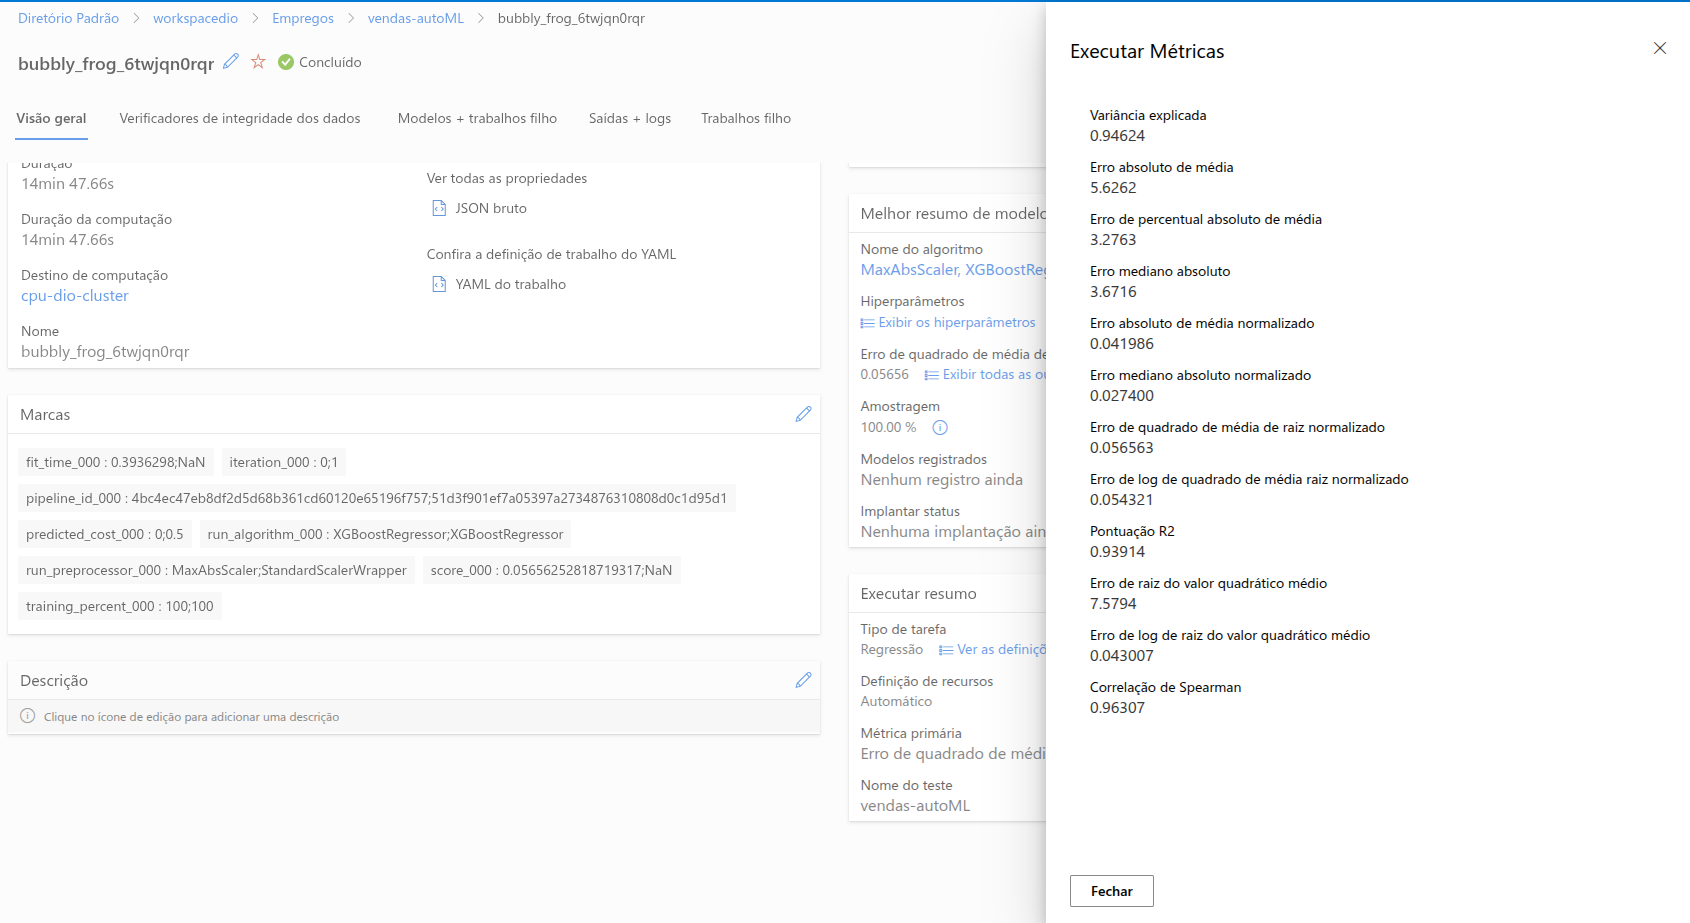 Diretório Padrão > workspacedio > Empregos > vendas-autoML > bubbly_frog_6twjqn0rqr
bubbly_frog_6twjqn0rqr Concluído
Visão geral Verificadores de integridade dos dados Modelos + trabalhos filho Saídas + logs Trabalhos filho
Duração
14min 47.66s
Duração da computação
14min 47.66s
Destino de computação
cpu-dio-cluster
Nome
bubbly_frog_6twjqn0rqr
Ver todas as propriedades
JSON bruto
Confira a definição de trabalho do YAML
YAML do trabalho
Marcas
fit_time_000 : 0.3936298;NaN iteration_000 : 0;1
pipeline_id_000 : 4bc4ec47eb8df2d5d68b361cd60120e65196f757;51d3f901ef7a05397a2734876310808d0c1d95d1
predicted_cost_000 : 0;0.5 run_algorithm_000 : XGBoostRegressor;XGBoostRegressor
run_preprocessor_000 : MaxAbsScaler;StandardScalerWrapper score_000 : 0.05656252818719317;NaN
training_percent_000 : 100;100
Descrição
Clique no ícone de edição para adicionar uma descrição
Melhor resumo de modelo
Nome do algoritmo
MaxAbsScaler, XGBoostReg
Hiperparâmetros
Exibir os hiperparâmetros
Erro de quadrado de média de
0.05656 Exibir todas as ou
Amostragem
100.00 %
Modelos registrados
Nenhum registro ainda
Implantar status
Nenhuma implantação ain
Executar resumo
Tipo de tarefa
Regressão Ver as definiçõ
Definição de recursos
Automático
Métrica primária
Erro de quadrado de médi
Nome do teste
vendas-autoML
Executar Métricas
Variância explicada
0.94624
Erro absoluto de média
5.6262
Erro de percentual absoluto de média
3.2763
Erro mediano absoluto
3.6716
Erro absoluto de média normalizado
0.041986
Erro mediano absoluto normalizado
0.027400
Erro de quadrado de média de raiz normalizado
0.056563
Erro de log de quadrado de média raiz normalizado
0.054321
Pontuação R2
0.93914
Erro de raiz do valor quadrático médio
7.5794
Erro de log de raiz do valor quadrático médio
0.043007
Correlação de Spearman
0.96307
Fechar